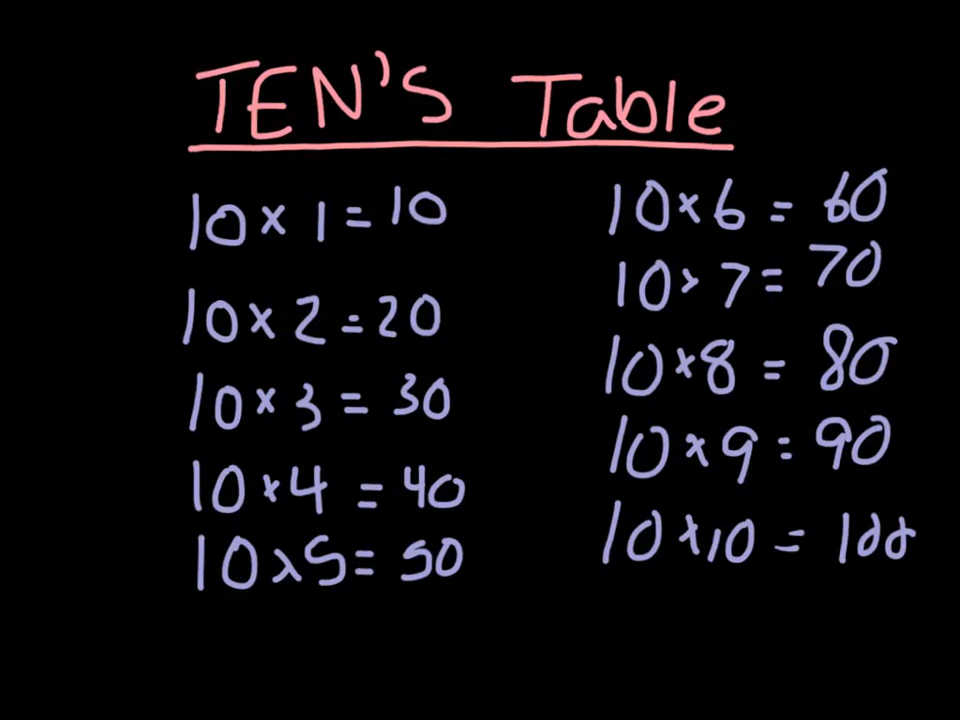 TEN'S Table
10 × 1 = 10
10 × 2 = 20
10 × 3 = 30
10 × 4 = 40
10 × 5 = 50
10 × 6 = 60
10 × 7 = 70
10 × 8 = 80
10 × 9 = 90
10 × 10 = 100